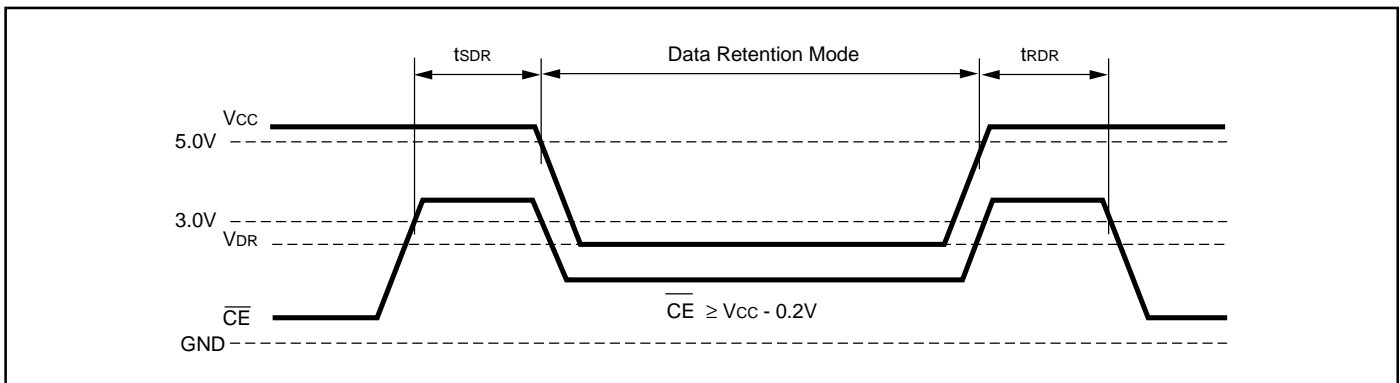 tSDR Data Retention Mode tRDR
VCC
5.0V
3.0V
VDR
CE ≥ VCC - 0.2V
CE
GND